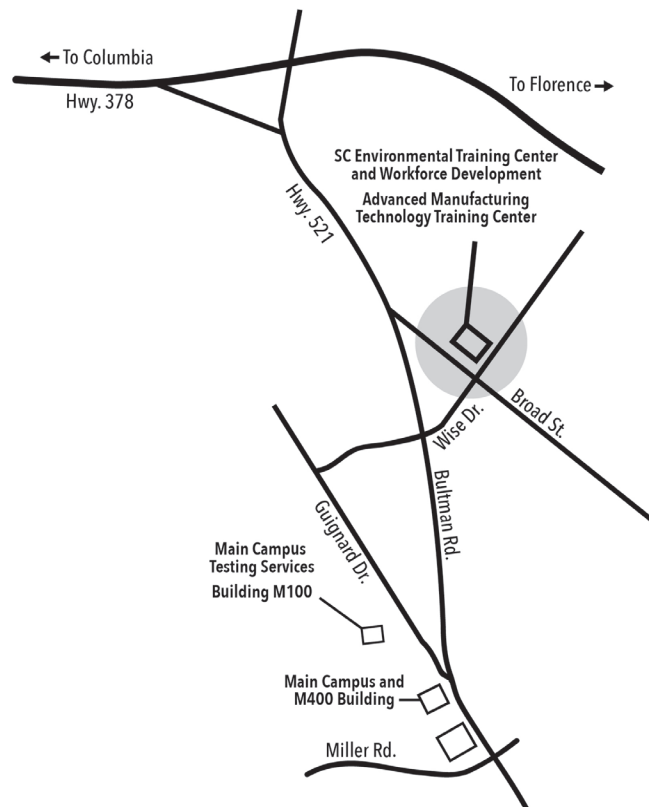 To Columbia
Hwy. 378
To Florence
SC Environmental Training Center
and Workforce Development
Advanced Manufacturing
Technology Training Center
Hwy. 521
Broad St.
Wise Dr.
Bultman Rd.
Guignard Dr.
Main Campus
Testing Services
Building M100
Main Campus and
M400 Building
Miller Rd.